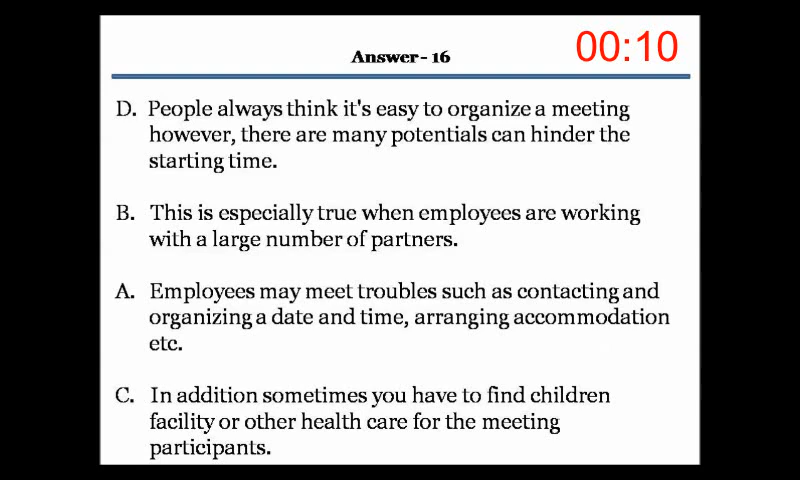 Answer - 16
00:10
D. People always think it's easy to organize a meeting
however, there are many potentials can hinder the
starting time.
B. This is especially true when employees are working
with a large number of partners.
A. Employees may meet troubles such as contacting and
organizing a date and time, arranging accommodation
etc.
C. In addition sometimes you have to find children
facility or other health care for the meeting
participants.